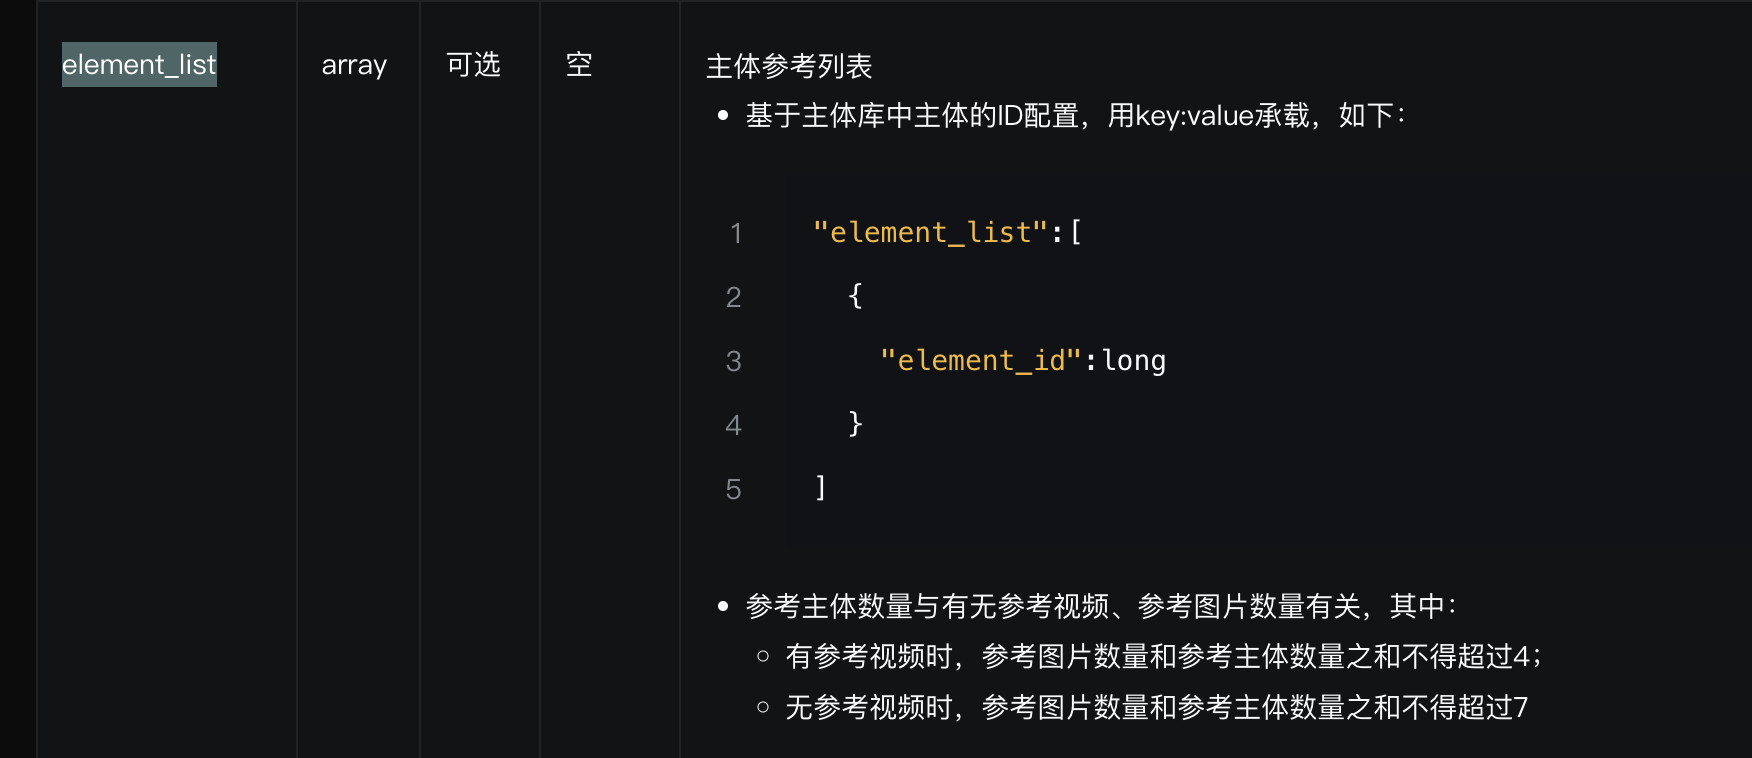 element_list array 可选 空 主体参考列表
• 基于主体库中主体的ID配置，用key:value承载，如下：
1 "element_list":[
2 {
3 "element_id":long
4 }
5 ]
• 参考主体数量与有无参考视频、参考图片数量有关，其中：
○ 有参考视频时，参考图片数量和参考主体数量之和不得超过4；
○ 无参考视频时，参考图片数量和参考主体数量之和不得超过7